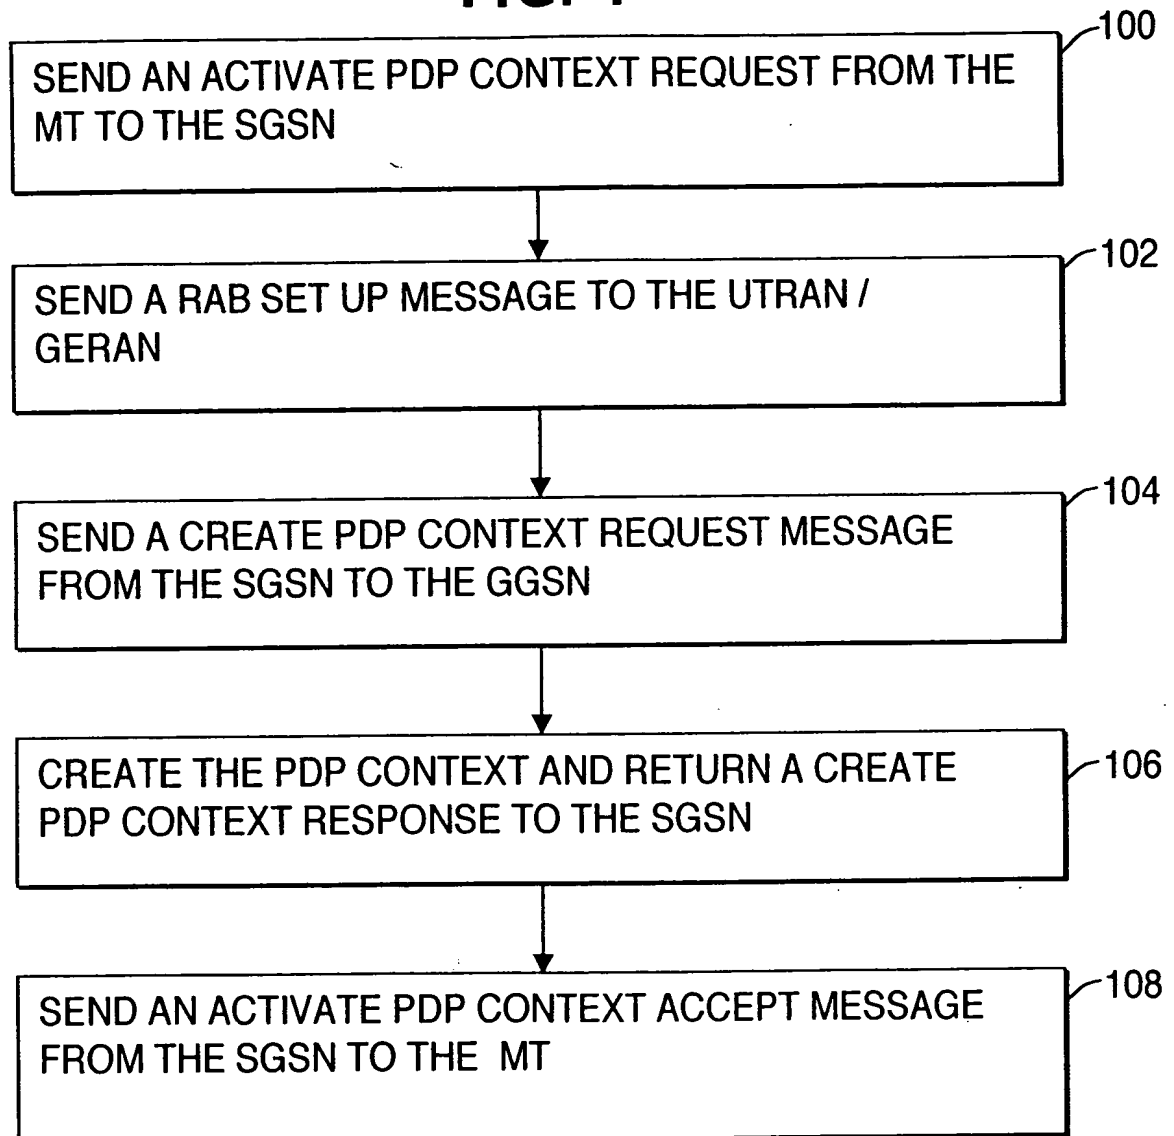 100
SEND AN ACTIVATE PDP CONTEXT REQUEST FROM THE
MT TO THE SGSN
102
SEND A RAB SET UP MESSAGE TO THE UTRAN /
GERAN
104
SEND A CREATE PDP CONTEXT REQUEST MESSAGE
FROM THE SGSN TO THE GGSN
106
CREATE THE PDP CONTEXT AND RETURN A CREATE
PDP CONTEXT RESPONSE TO THE SGSN
108
SEND AN ACTIVATE PDP CONTEXT ACCEPT MESSAGE
FROM THE SGSN TO THE MT